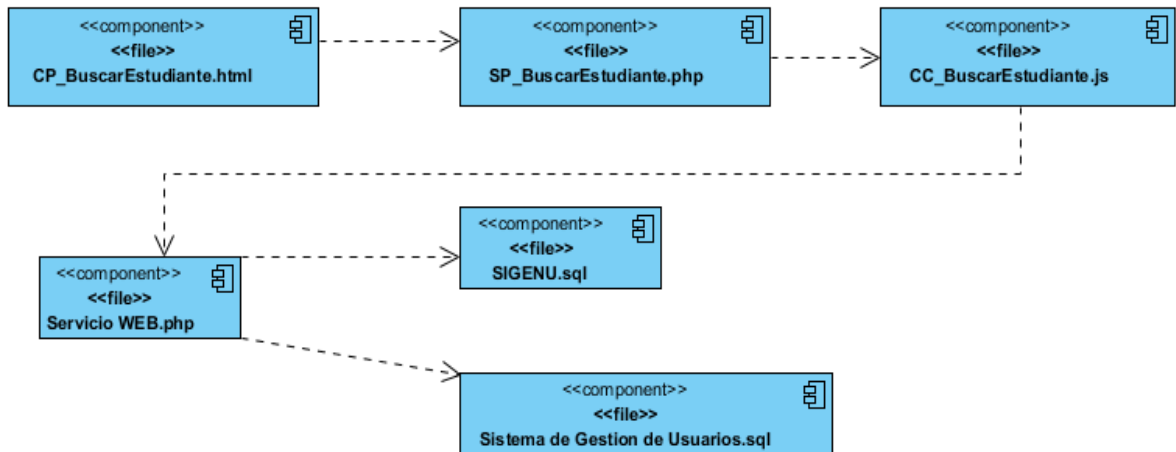 <<component>>
<<file>>
CP_BuscarEstudiante.html
<<component>>
<<file>>
SP_BuscarEstudiante.php
<<component>>
<<file>>
CC_BuscarEstudiante.js
<<component>>
<<file>>
SIGENU.sql
<<component>>
<<file>>
Servicio WEB.php
<<component>>
<<file>>
Sistema de Gestion de Usuarios.sql